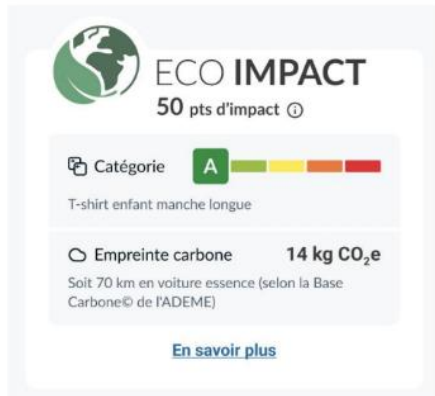 ECO IMPACT
50 pts d'impact
Catégorie A
T-shirt enfant manche longue
Empreinte carbone 14 kg CO₂e
Soit 70 km en voiture essence (selon la Base
Carbone© de l'ADEME)
En savoir plus